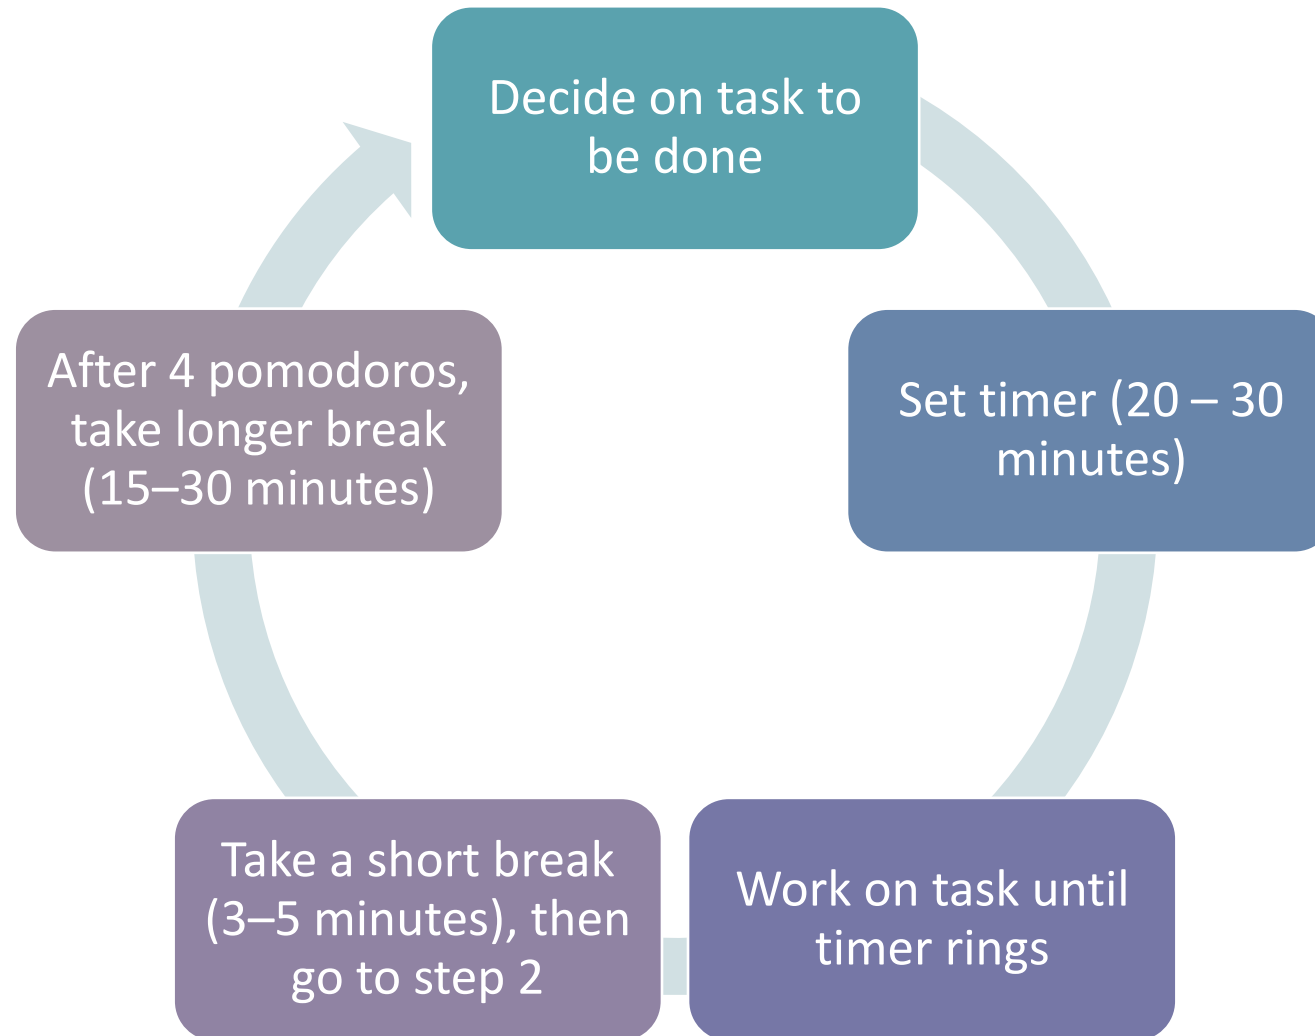 Decide on task to
be done
Set timer (20 – 30
minutes)
Work on task until
timer rings
Take a short break
(3–5 minutes), then
go to step 2
After 4 pomodoros,
take longer break
(15–30 minutes)